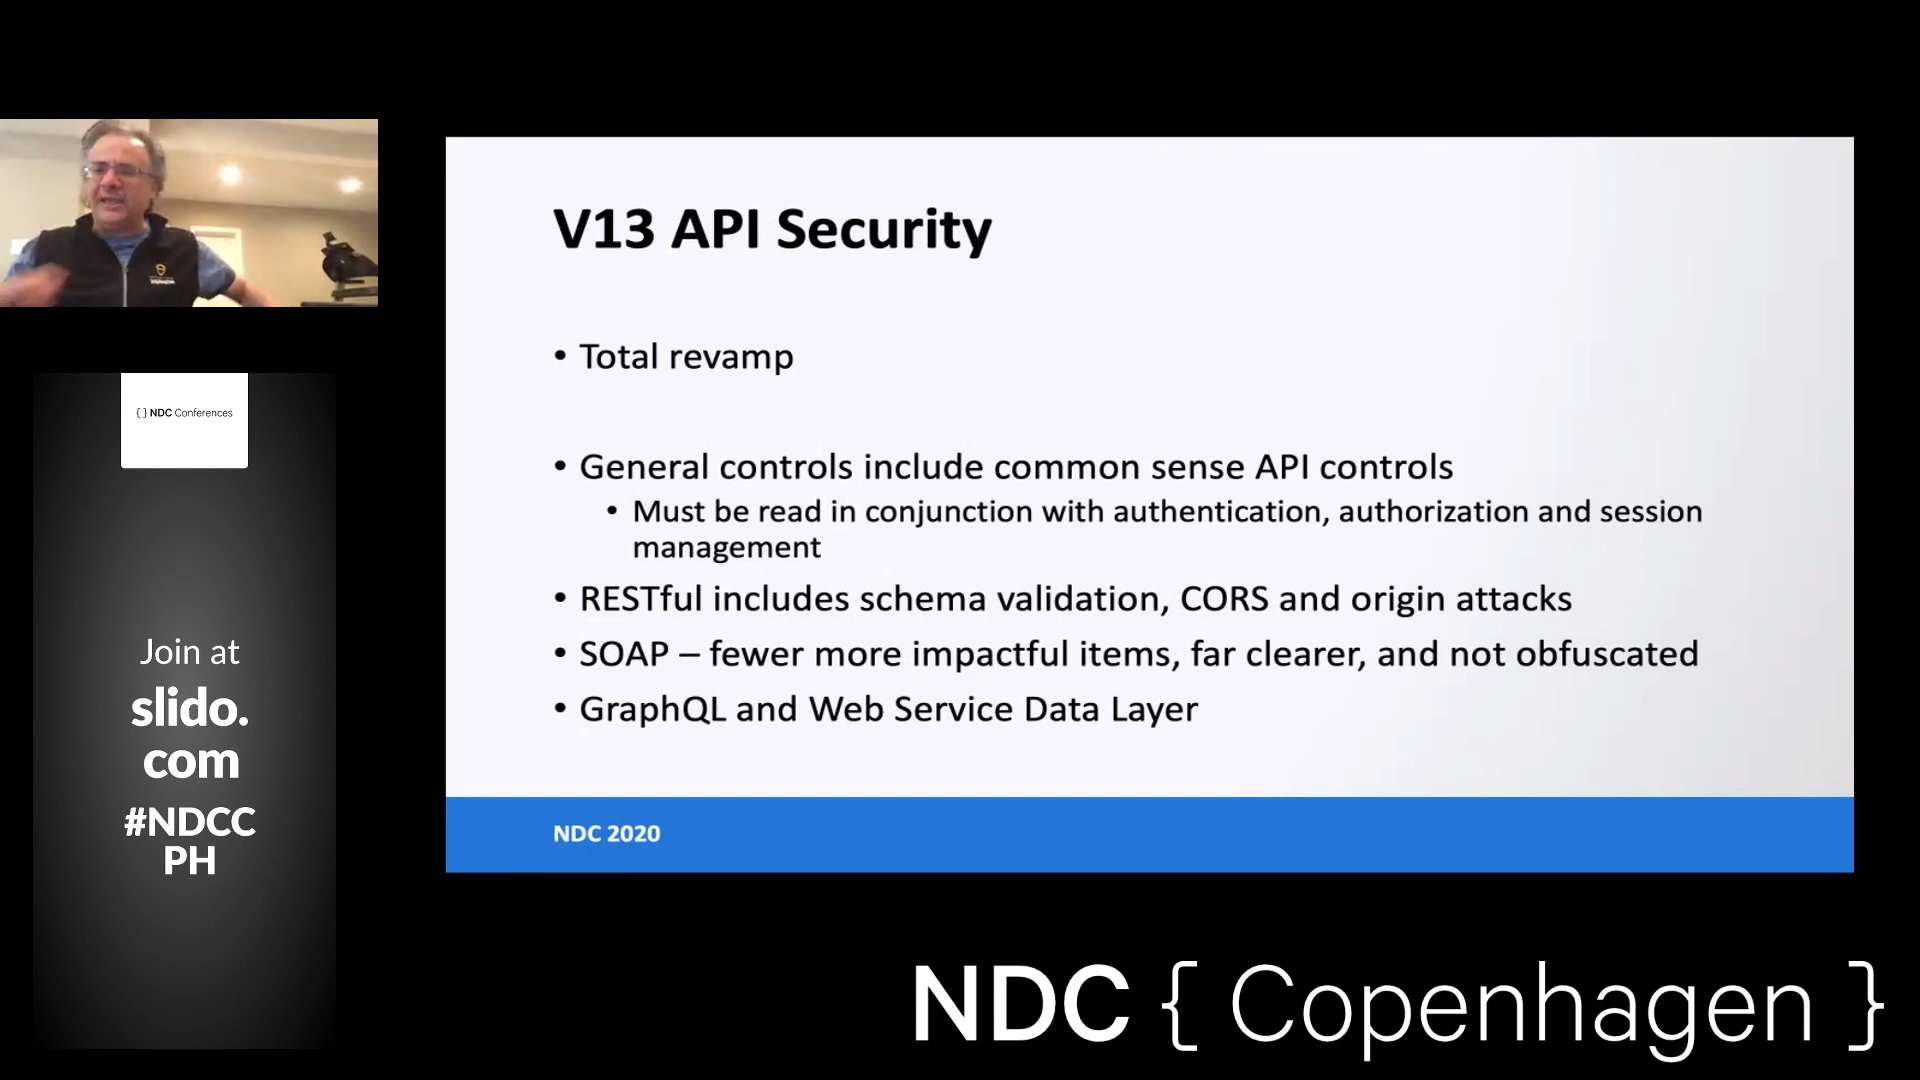 V13 API Security
• Total revamp
• General controls include common sense API controls
• Must be read in conjunction with authentication, authorization and session
management
• RESTful includes schema validation, CORS and origin attacks
• SOAP – fewer more impactful items, far clearer, and not obfuscated
• GraphQL and Web Service Data Layer
NDC 2020
{ } NDC Conferences
Join at
slido.
com
#NDCC
PH
NDC { Copenhagen }